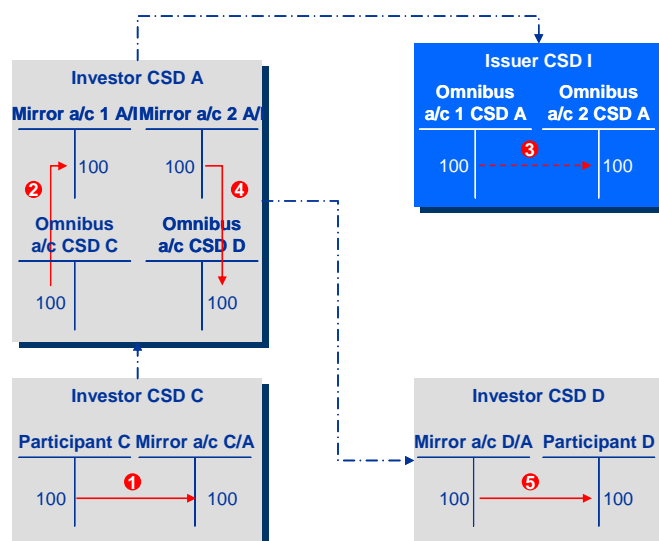 Investor CSD A
Mirror a/c 1 A/I Mirror a/c 2 A/I
100 100
2 4
Omnibus Omnibus
a/c CSD C a/c CSD D
100 100
Issuer CSD I
Omnibus Omnibus
a/c 1 CSD A a/c 2 CSD A
3
100 100
Investor CSD C
Participant C Mirror a/c C/A
1
100 100
Investor CSD D
Mirror a/c D/A Participant D
5
100 100